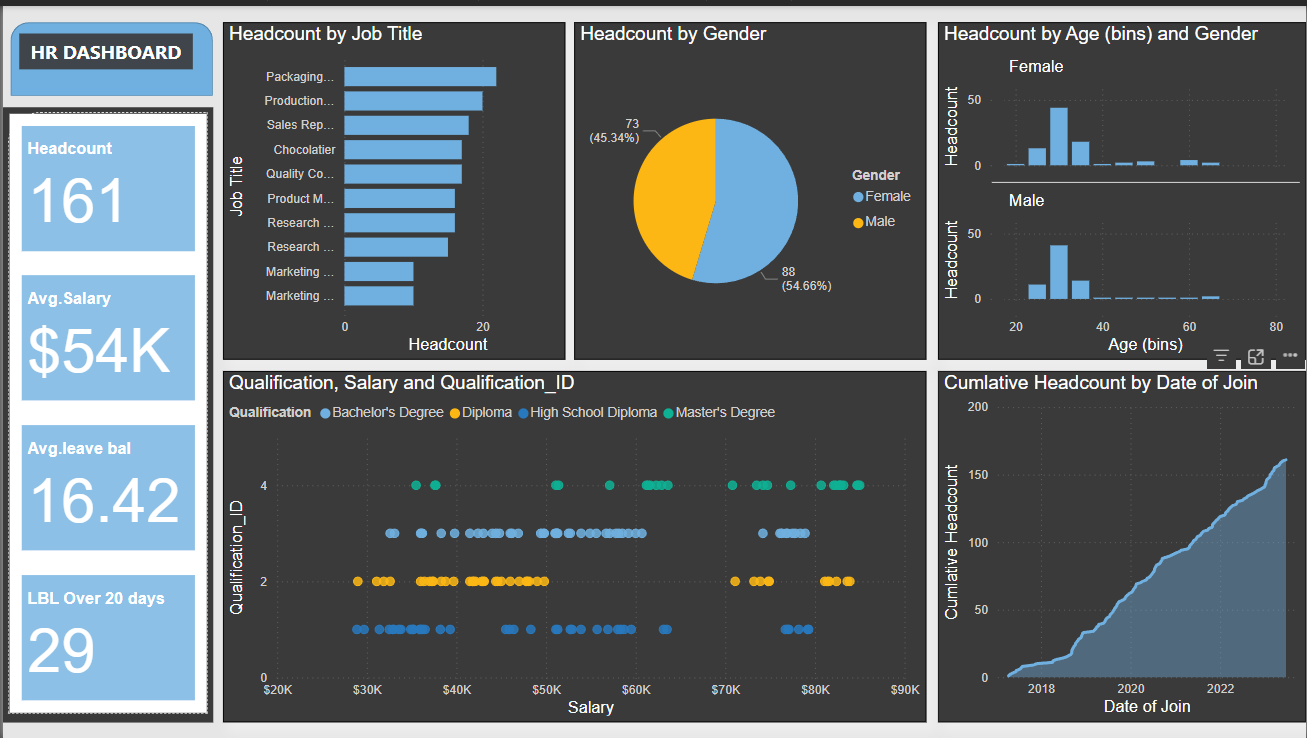 HR DASHBOARD
Headcount
161
Avg.Salary
$54K
Avg.leave bal
16.42
LBL Over 20 days
29
Headcount by Job Title
Job Title
Packaging...
Production...
Sales Rep...
Chocolatier
Quality Co...
Product M...
Research ...
Research ...
Marketing ...
Marketing ...
0 20
Headcount
Headcount by Gender
73
(45.34%)
88
(54.66%)
Gender
Female
Male
Headcount by Age (bins) and Gender
Female
Headcount
50
0
Male
Headcount
50
0
20 40 60 80
Age (bins)
Qualification, Salary and Qualification_ID
Qualification Bachelor's Degree Diploma High School Diploma Master's Degree
Qualification_ID
4
2
0
$20K $30K $40K $50K $60K $70K $80K $90K
Salary
Cumlative Headcount by Date of Join
Cumlative Headcount
200
150
100
50
0
2018 2020 2022
Date of Join